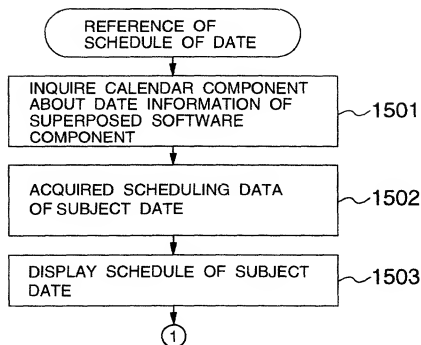 REFERENCE OF
SCHEDULE OF DATE
INQUIRE CALENDAR COMPONENT
ABOUT DATE INFORMATION OF
SUPERPOSED SOFTWARE
COMPONENT
1501
ACQUIRED SCHEDULING DATA
OF SUBJECT DATE
1502
DISPLAY SCHEDULE OF SUBJECT
DATE
1503
1